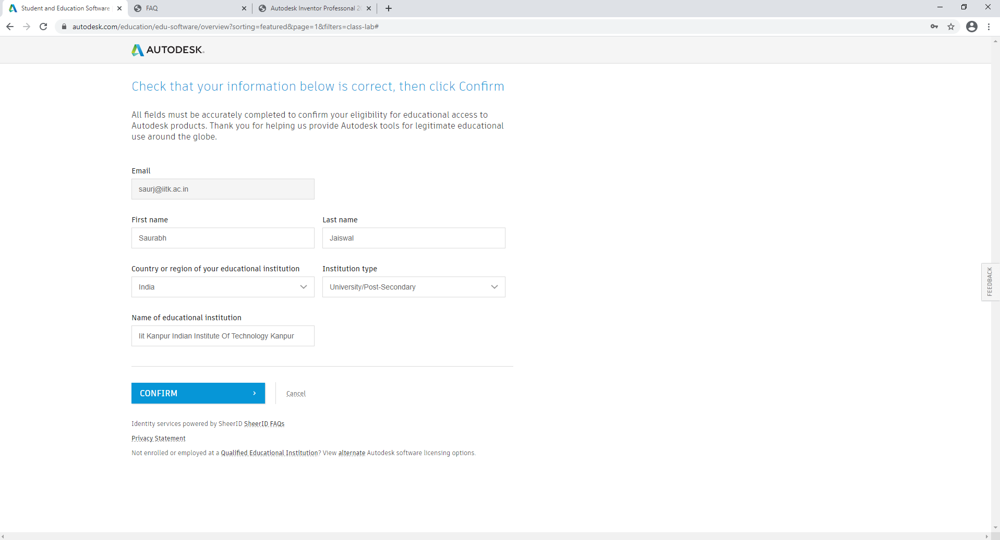 Student and Education Software
FAQ
Autodesk Inventor Professonal 20
autodesk.com/education/edu-software/overview?sorting=featured&page=1&filters=class-lab#
AUTODESK.
Check that your information below is correct, then click Confirm
All fields must be accurately completed to confirm your eligibility for educational access to
Autodesk products. Thank you for helping us provide Autodesk tools for legitimate educational
use around the globe.
Email
saurj@iitk.ac.in
First name
Last name
Saurabh
Jaiswal
Country or region of your educational institution
Institution type
India
University/Post-Secondary
FEEDBACK
Name of educational institution
Iit Kanpur Indian Institute Of Technology Kanpur
CONFIRM
Cancel
Identity services powered by SheerID SheerID FAQs
Privacy Statement
Not enrolled or employed at a Qualified Educational Institution? View alternate Autodesk software licensing options.